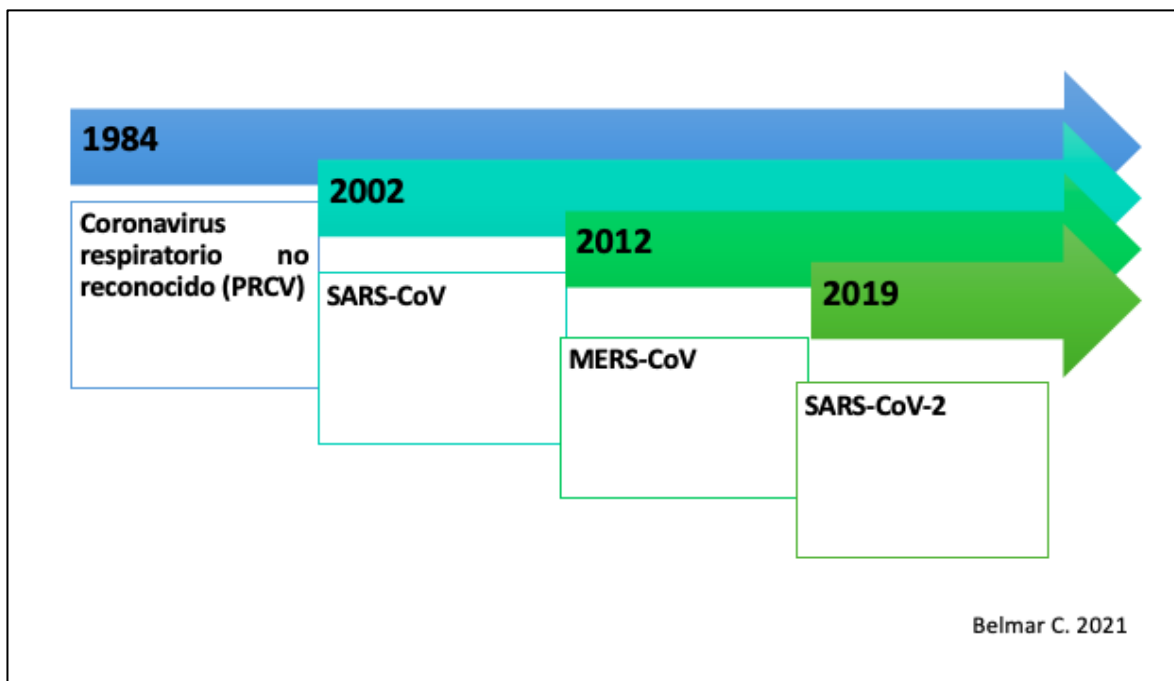 1984
Coronavirus
respiratorio no
reconocido (PRCV)
2002
SARS-CoV
2012
MERS-CoV
2019
SARS-CoV-2
Belmar C. 2021